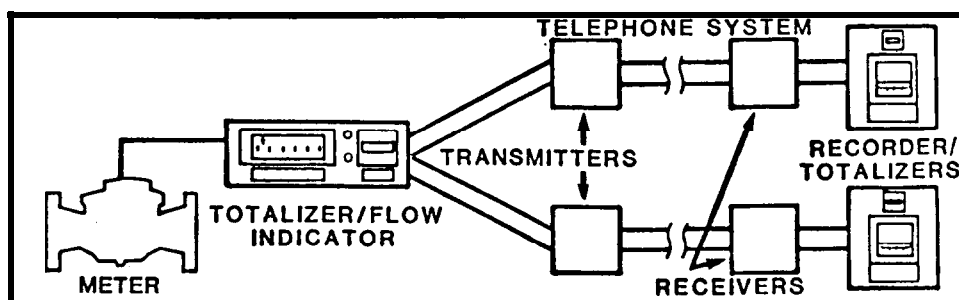 TELEPHONE SYSTEM
TRANSMITTERS
RECORDER/
TOTALIZERS
TOTALIZER/FLOW
INDICATOR
METER
RECEIVERS